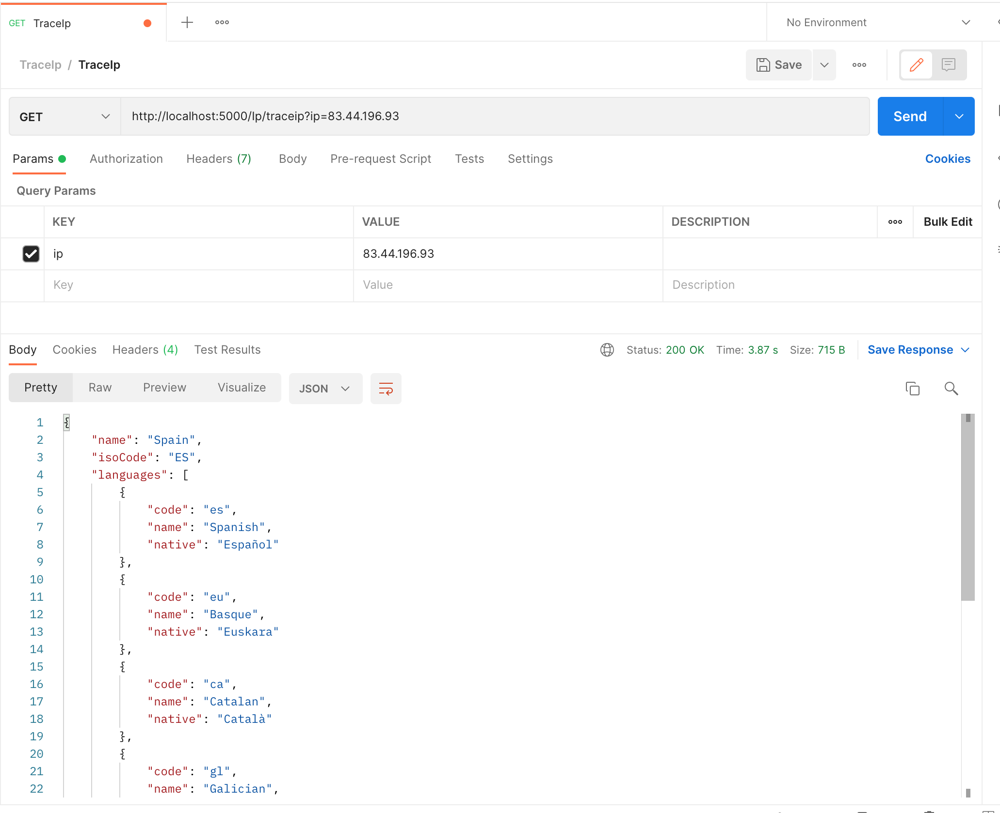 GET TraceIp
No Environment
TraceIp / TraceIp
Save
GET
http://localhost:5000/Ip/traceip?ip=83.44.196.93
Send
Params Authorization Headers (7) Body Pre-request Script Tests Settings Cookies
Query Params
KEY VALUE DESCRIPTION Bulk Edit
ip 83.44.196.93
Key Value Description
Body Cookies Headers (4) Test Results Status: 200 OK Time: 3.87 s Size: 715 B Save Response
Pretty Raw Preview Visualize JSON
1 {
2 "name": "Spain",
3 "isoCode": "ES",
4 "languages": [
5 {
6 "code": "es",
7 "name": "Spanish",
8 "native": "Español"
9 },
10 {
11 "code": "eu",
12 "name": "Basque",
13 "native": "Euskara"
14 },
15 {
16 "code": "ca",
17 "name": "Catalan",
18 "native": "Català"
19 },
20 {
21 "code": "gl",
22 "name": "Galician",